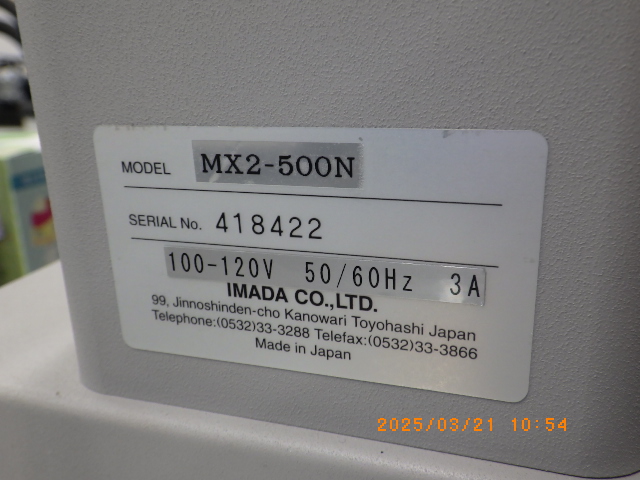 MODEL MX2-500N
SERIAL No. 418422
100-120V 50/60Hz 3A
IMADA CO.,LTD.
99, Jinnoshinden-cho Kanowari Toyohashi Japan
Telephone:(0532)33-3288 Telefax:(0532)33-3866
Made in Japan
2025/03/21 10:54